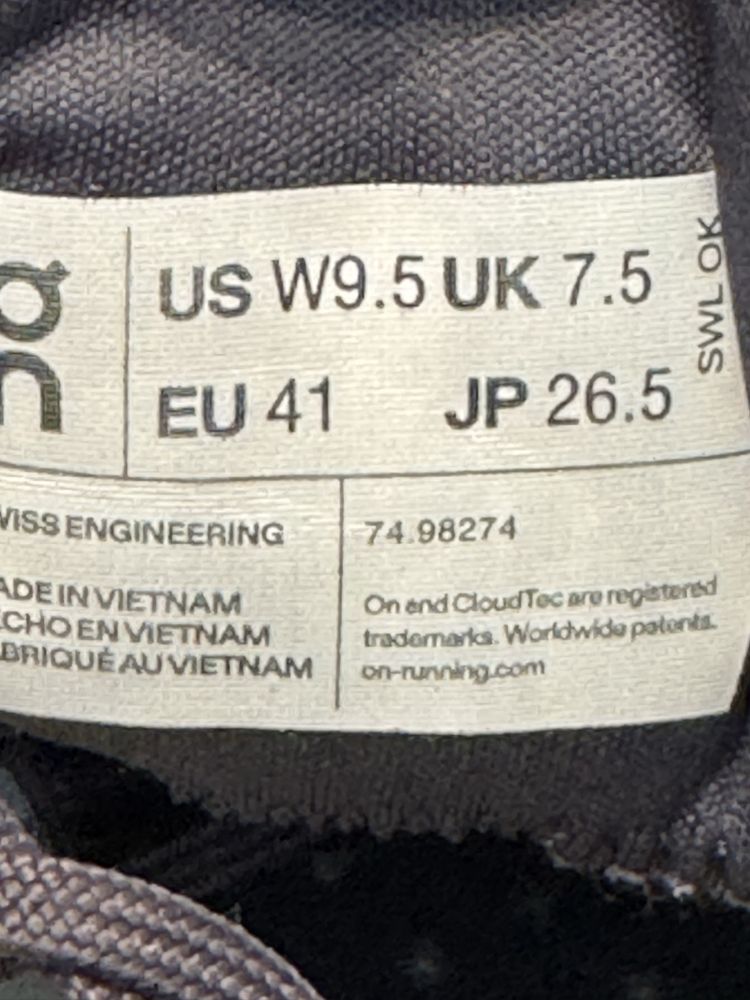 US W9.5 UK 7.5
EU 41 JP 26.5
SWL OK
ENGINEERING
74.98274
IN VIETNAM
EN VIETNAM
AU VIETNAM
On and CloudTec are registered
trademarks. Worldwide patents.
on-running.com